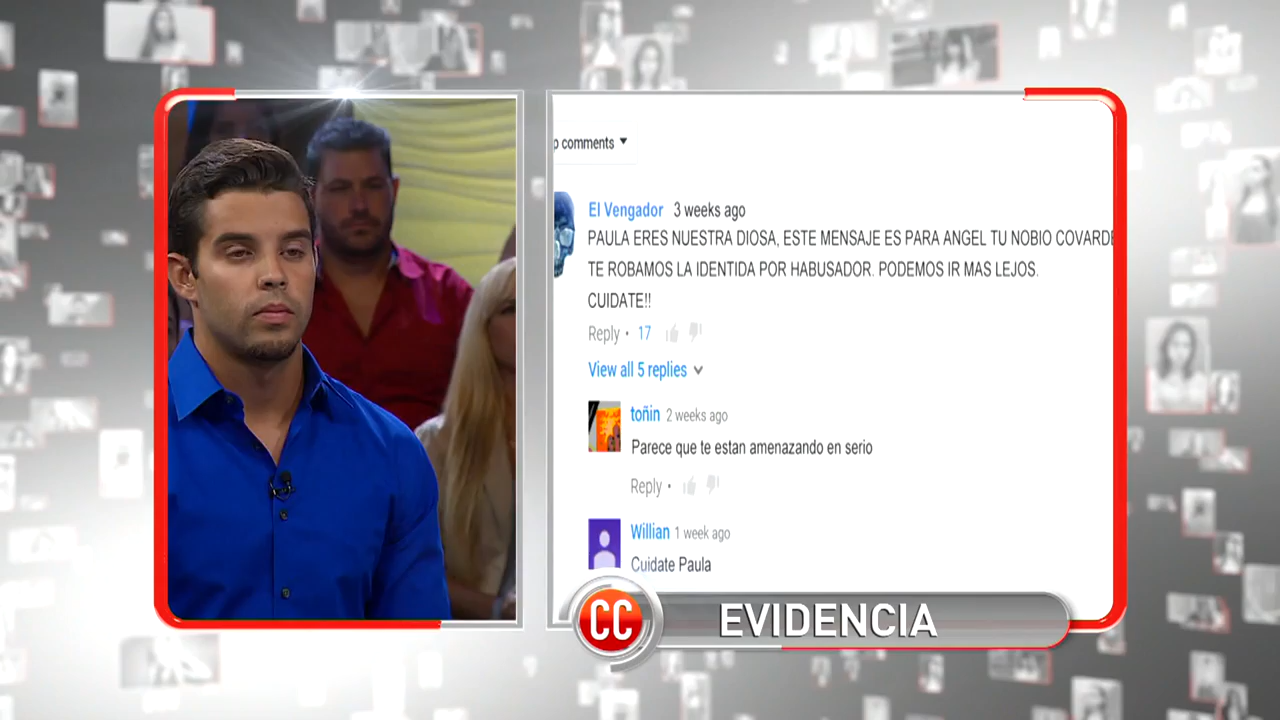 p comments
El Vengador 3 weeks ago
PAULA ERES NUESTRA DIOSA, ESTE MENSAJE ES PARA ANGEL TU NOBIO COVARDE
TE ROBAMOS LA IDENTIDA POR HABUSADOR. PODEMOS IR MAS LEJOS.
CUIDATE!!
Reply • 17
View all 5 replies
toñin 2 weeks ago
Parece que te estan amenazando en serio
Reply •
Willian 1 week ago
Cuidate Paula
CC EVIDENCIA